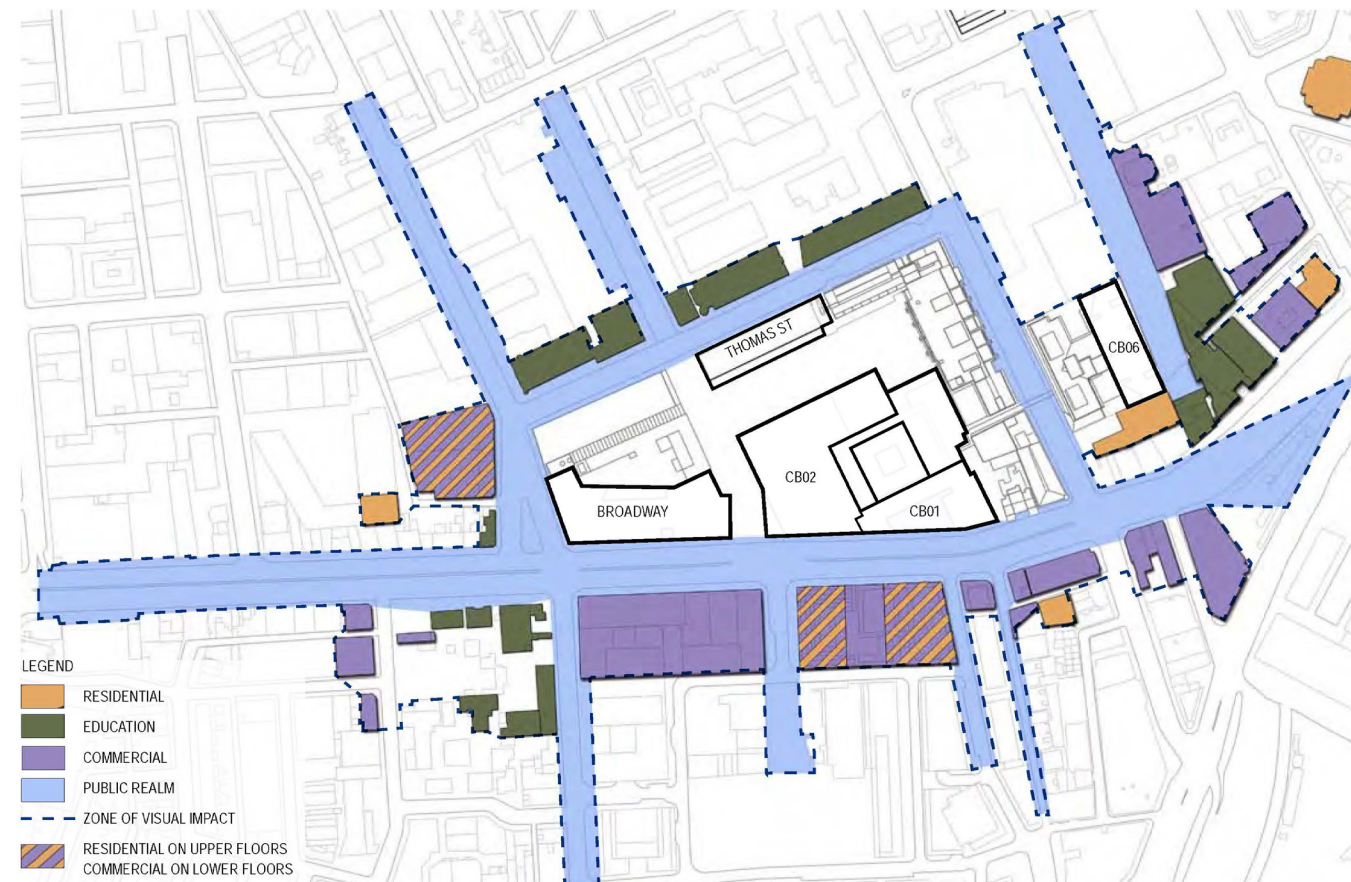 THOMAS ST
CB06
CB02
BROADWAY
CB01
LEGEND
RESIDENTIAL
EDUCATION
COMMERCIAL
PUBLIC REALM
ZONE OF VISUAL IMPACT
RESIDENTIAL ON UPPER FLOORS
COMMERCIAL ON LOWER FLOORS